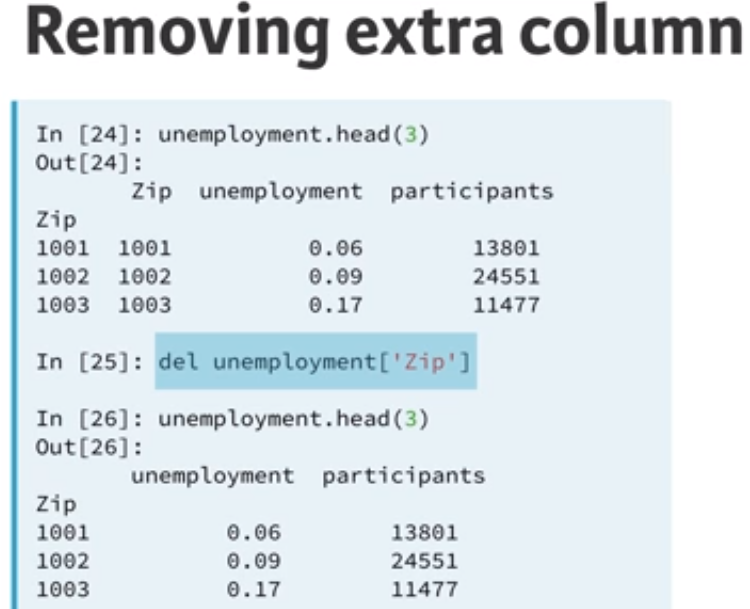 Removing extra column
In [24]: unemployment.head(3)
Out[24]:
Zip unemployment participants
Zip
1001 1001 0.06 13801
1002 1002 0.09 24551
1003 1003 0.17 11477
In [25]: del unemployment['Zip']
In [26]: unemployment.head(3)
Out[26]:
unemployment participants
Zip
1001 0.06 13801
1002 0.09 24551
1003 0.17 11477